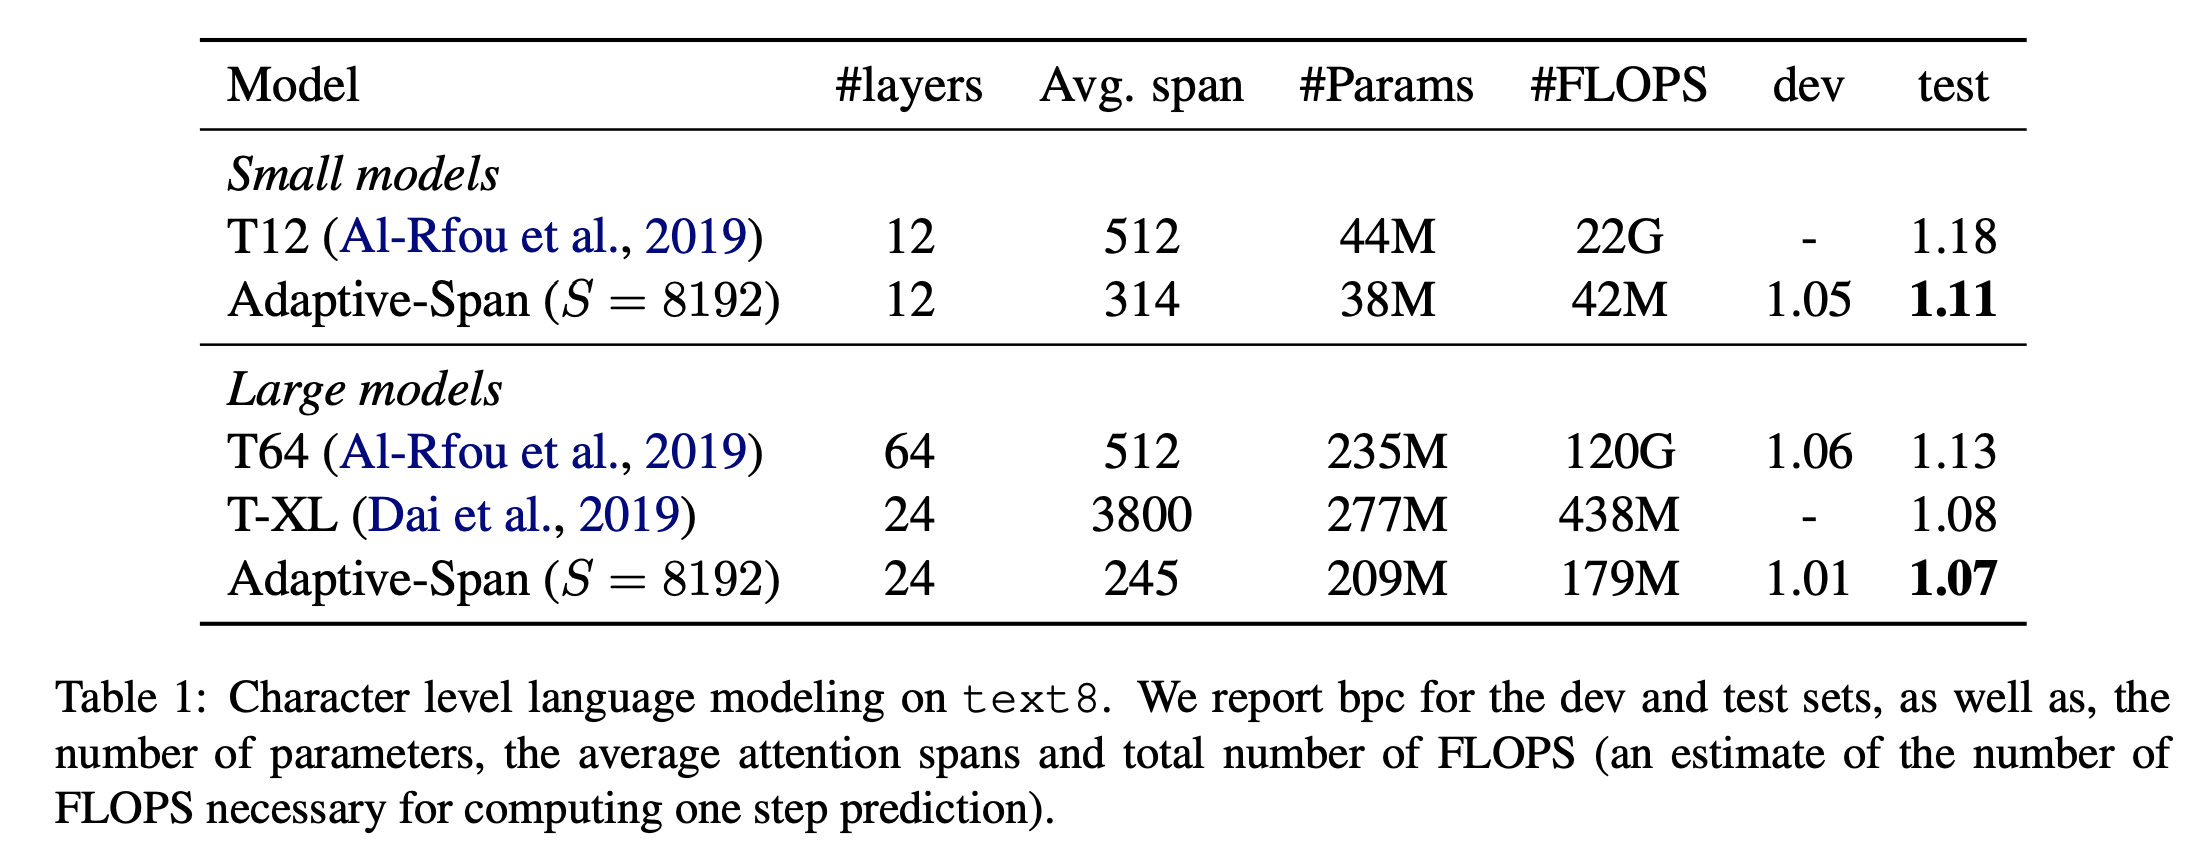 Model #layers Avg. span #Params #FLOPS dev test
Small models
T12 (Al-Rfou et al., 2019) 12 512 44M 22G - 1.18
Adaptive-Span (S = 8192) 12 314 38M 42M 1.05 1.11
Large models
T64 (Al-Rfou et al., 2019) 64 512 235M 120G 1.06 1.13
T-XL (Dai et al., 2019) 24 3800 277M 438M - 1.08
Adaptive-Span (S = 8192) 24 245 209M 179M 1.01 1.07
Table 1: Character level language modeling on text8. We report bpc for the dev and test sets, as well as, the
number of parameters, the average attention spans and total number of FLOPS (an estimate of the number of
FLOPS necessary for computing one step prediction).